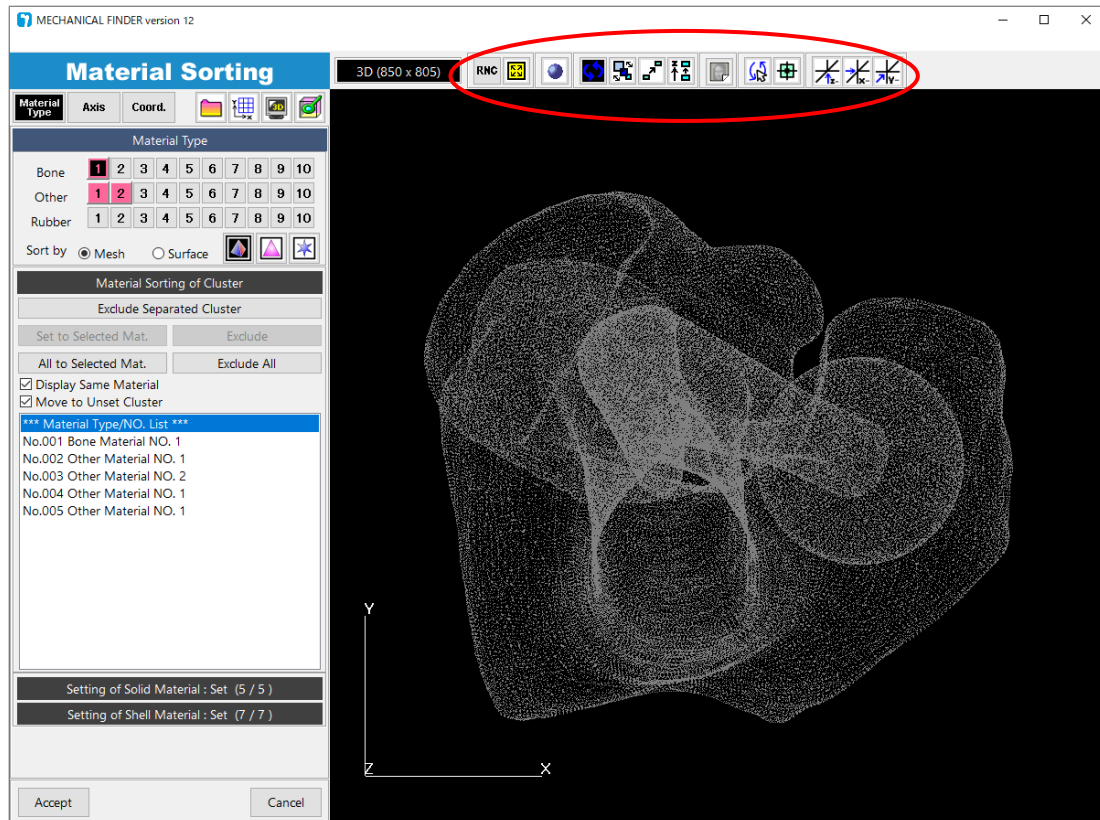 MECHANICAL FINDER version 12
Material Sorting
3D (850 x 805)
RNC
Material Type
Axis
Coord.
3D
Material Type
Bone 1 2 3 4 5 6 7 8 9 10
Other 1 2 3 4 5 6 7 8 9 10
Rubber 1 2 3 4 5 6 7 8 9 10
Sort by Mesh Surface
Material Sorting of Cluster
Exclude Separated Cluster
Set to Selected Mat. Exclude
All to Selected Mat. Exclude All
Display Same Material
Move to Unset Cluster
*** Material Type/NO. List ***
No.001 Bone Material NO. 1
No.002 Other Material NO. 1
No.003 Other Material NO. 2
No.004 Other Material NO. 1
No.005 Other Material NO. 1
Setting of Solid Material : Set (5 / 5 )
Setting of Shell Material : Set (7 / 7 )
Accept Cancel
Y
Z X